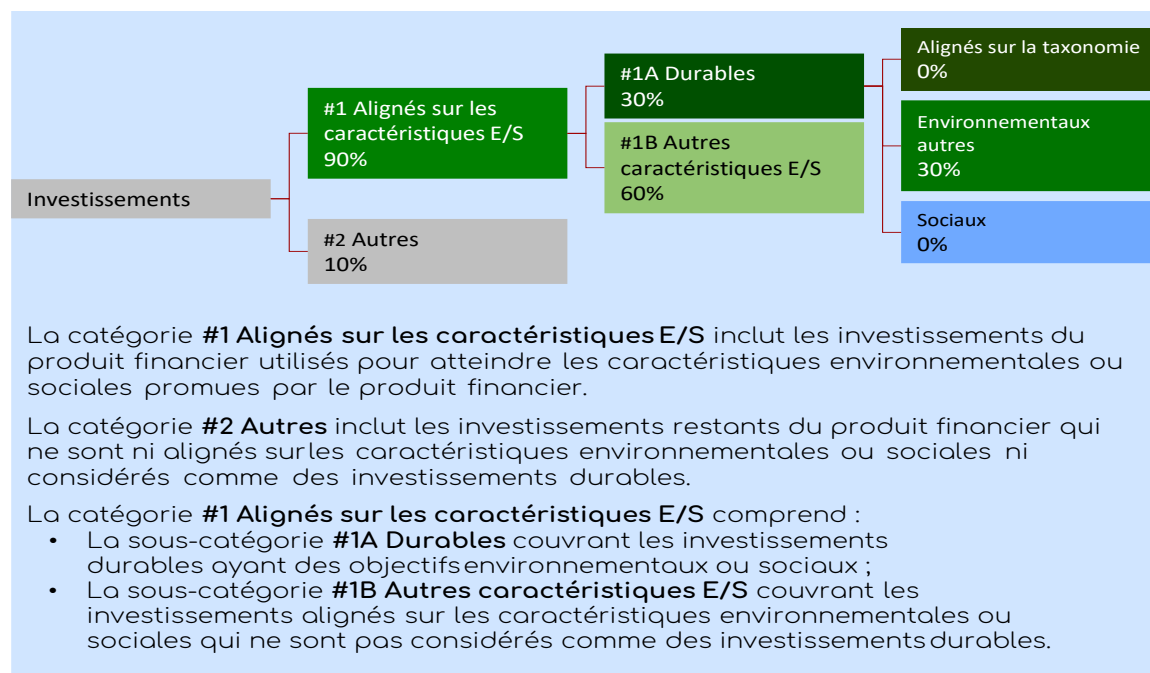 Investissements
#1 Alignés sur les
caractéristiques E/S
90%
#2 Autres
10%
#1A Durables
30%
#1B Autres
caractéristiques E/S
60%
Alignés sur la taxonomie
0%
Environnementaux
autres
30%
Sociaux
0%
La catégorie #1 Alignés sur les caractéristiques E/S inclut les investissements du
produit financier utilisés pour atteindre les caractéristiques environnementales ou
sociales promues par le produit financier.
La catégorie #2 Autres inclut les investissements restants du produit financier qui
ne sont ni alignés sur les caractéristiques environnementales ou sociales ni
considérés comme des investissements durables.
La catégorie #1 Alignés sur les caractéristiques E/S comprend :
• La sous-catégorie #1A Durables couvrant les investissements
durables ayant des objectifs environnementaux ou sociaux ;
• La sous-catégorie #1B Autres caractéristiques E/S couvrant les
investissements alignés sur les caractéristiques environnementales ou
sociales qui ne sont pas considérés comme des investissements durables.